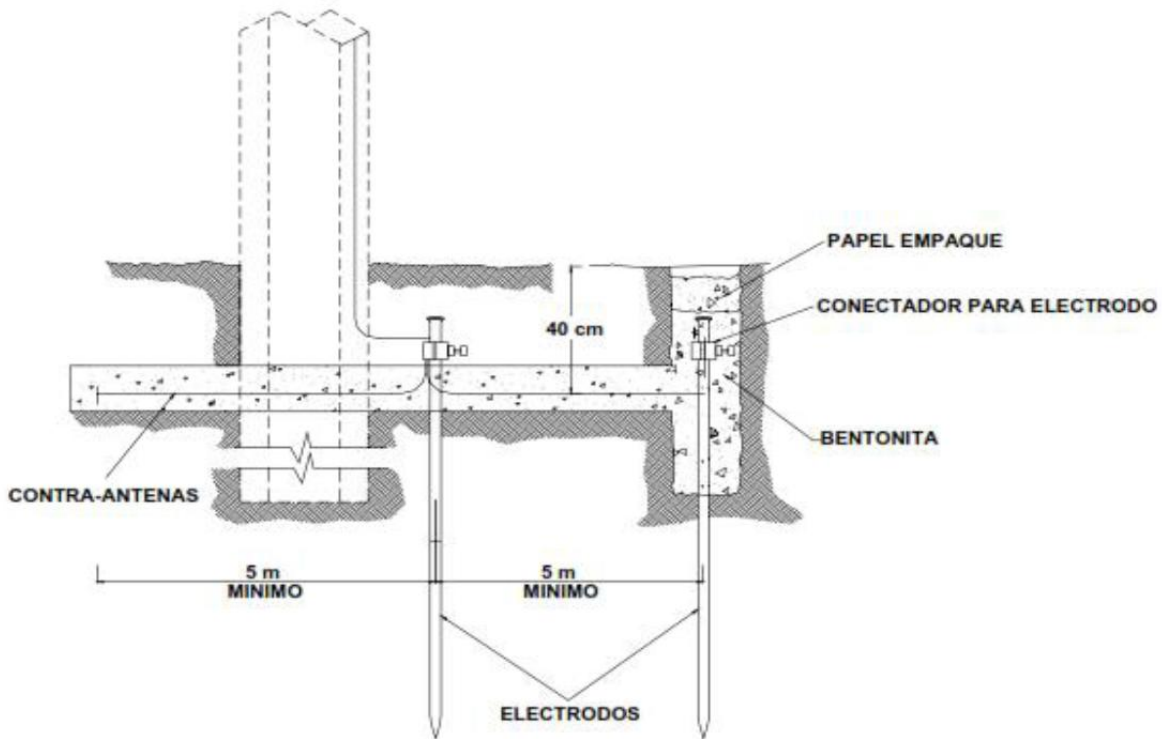 PAPEL EMPAQUE
CONECTADOR PARA ELECTRODO
40 cm
BENTONITA
CONTRA-ANTENAS
5 m
MINIMO
5 m
MINIMO
ELECTRODOS